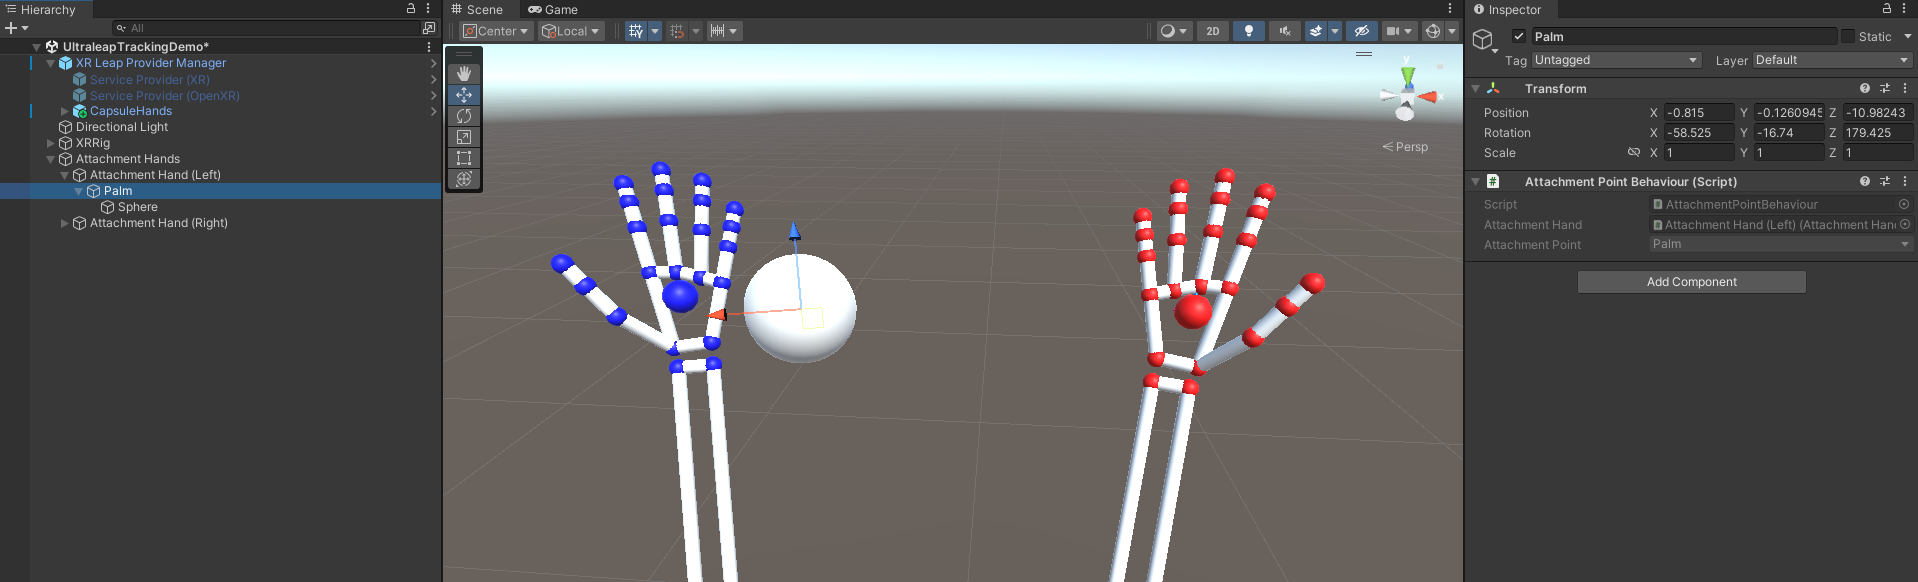 Hierarchy
All
UltraleapTrackingDemo*
XR Leap Provider Manager
Service Provider (XR)
Service Provider (OpenXR)
CapsuleHands
Directional Light
XRRig
Attachment Hands
Attachment Hand (Left)
Palm
Sphere
Attachment Hand (Right)
Scene Game
Center Local 2D
y
x
Persp
Inspector
Palm Static
Tag Untagged Layer Default
Transform
Position X -0.815 Y -0.1260945 Z -10.98243
Rotation X -58.525 Y -16.74 Z 179.425
Scale X 1 Y 1 Z 1
# Attachment Point Behaviour (Script)
Script AttachmentPointBehaviour
Attachment Hand Attachment Hand (Left) (Attachment Han
Attachment Point Palm
Add Component